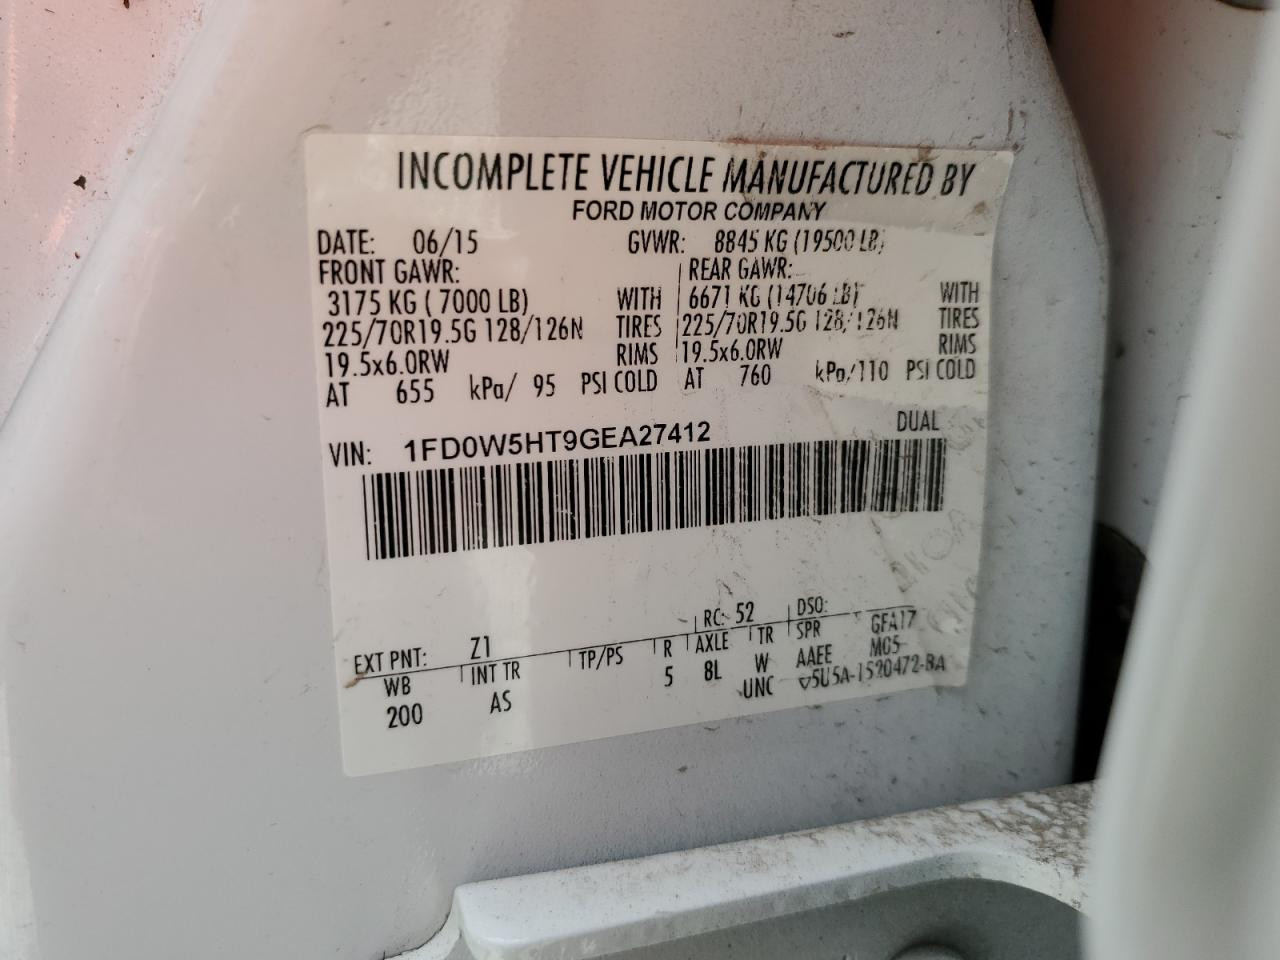 INCOMPLETE VEHICLE MANUFACTURED BY
FORD MOTOR COMPANY
DATE: 06/15 GVWR: 8845 KG (19500 LB)
FRONT GAWR: REAR GAWR:
3175 KG ( 7000 LB) WITH 6671 KG (14706 LB) WITH
225/70R19.5G 128/126N TIRES 225/70R19.5G 128/126N TIRES
19.5x6.0RW RIMS 19.5x6.0RW RIMS
AT 655 kPa/ 95 PSI COLD AT 760 kPa/110 PSI COLD
VIN: 1FD0W5HT9GEA27412 DUAL
EXT PNT: Z1 RC: 52 DSO:
WB INT TR TP/PS R AXLE TR SPR GFA17
200 AS 5 8L W AAEE M05
UNC ▽5U5A-1520472-BA